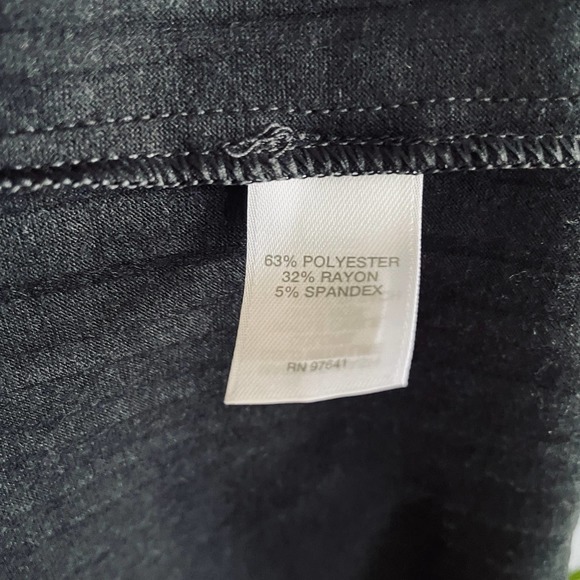 63% POLYESTER
32% RAYON
5% SPANDEX
RN 97641